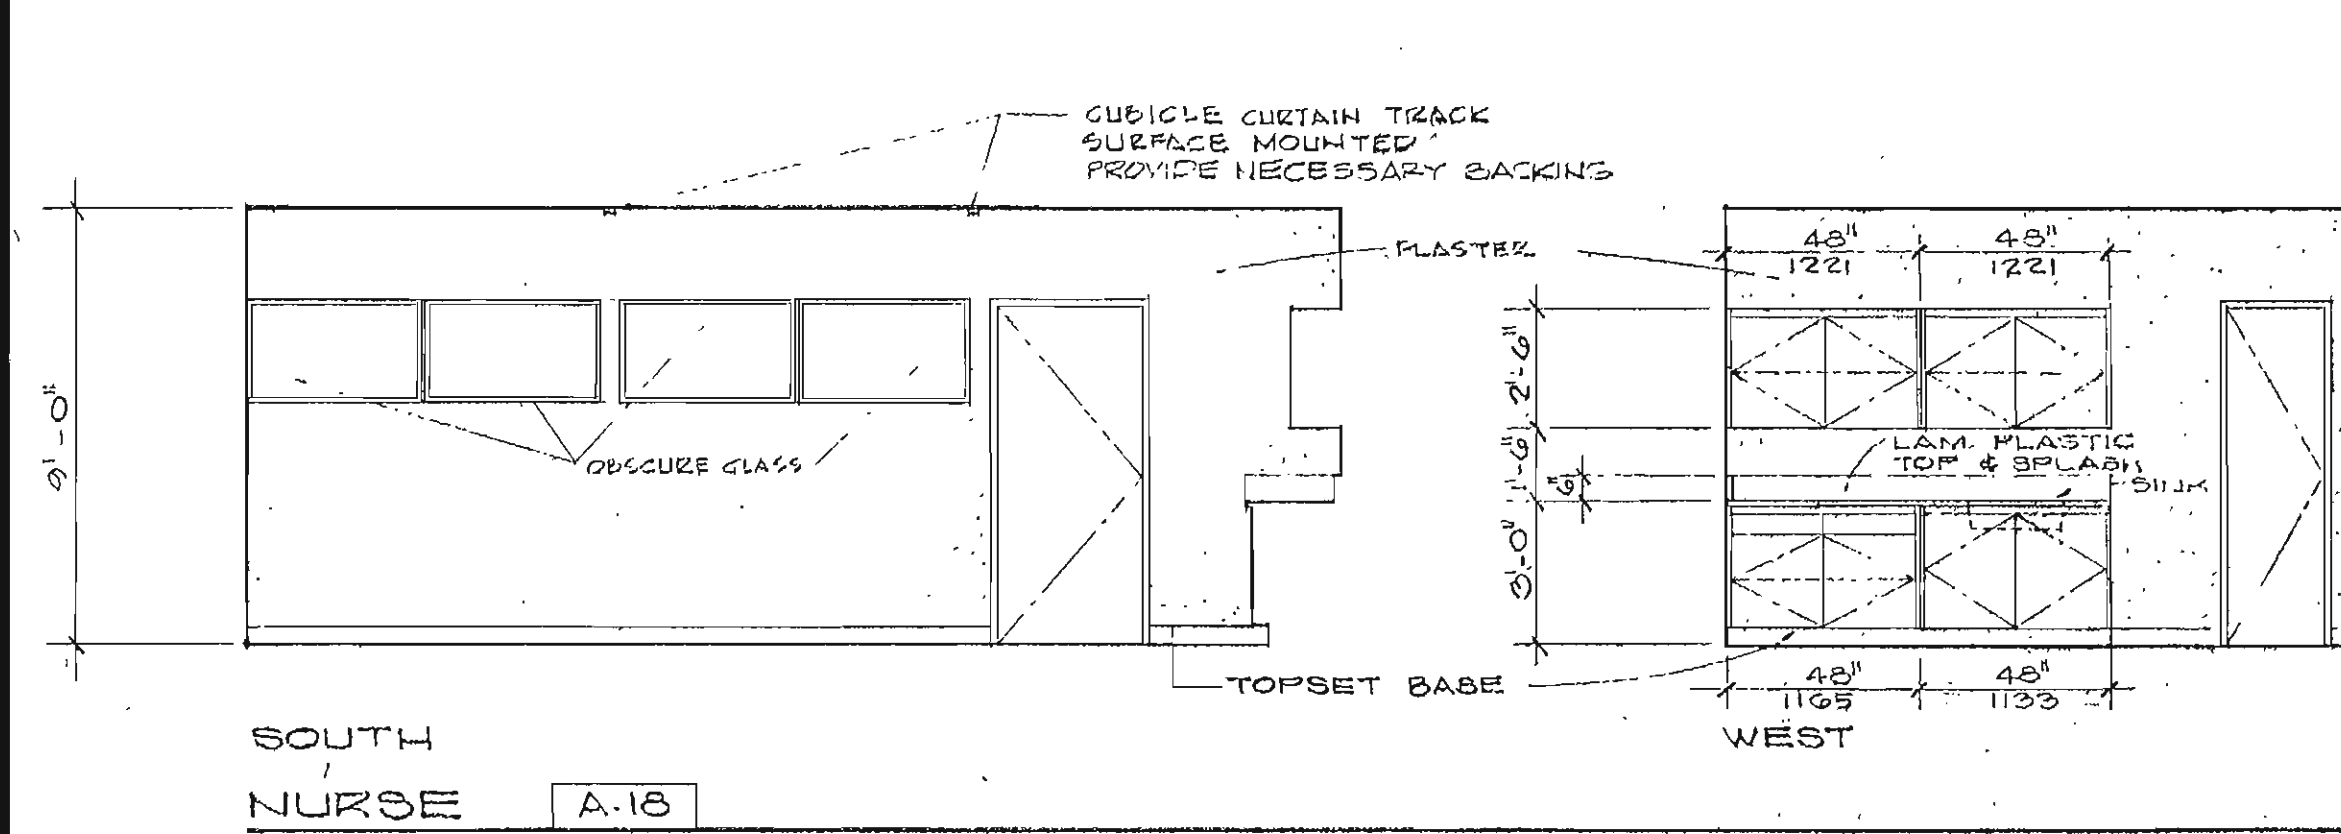 CUBICLE CURTAIN TRACK
SURFACE MOUNTED
PROVIDE NECESSARY BACKING
PLASTER
48"
1221
48"
1221
9'-0"
2'-6"
1'-6"
6"
3'-0"
OBSCURE GLASS
LAM. PLASTIC
TOP & SPLASH
SINK
TOPSET BASE
48"
1165
48"
1133
SOUTH
WEST
NURSE
A-18